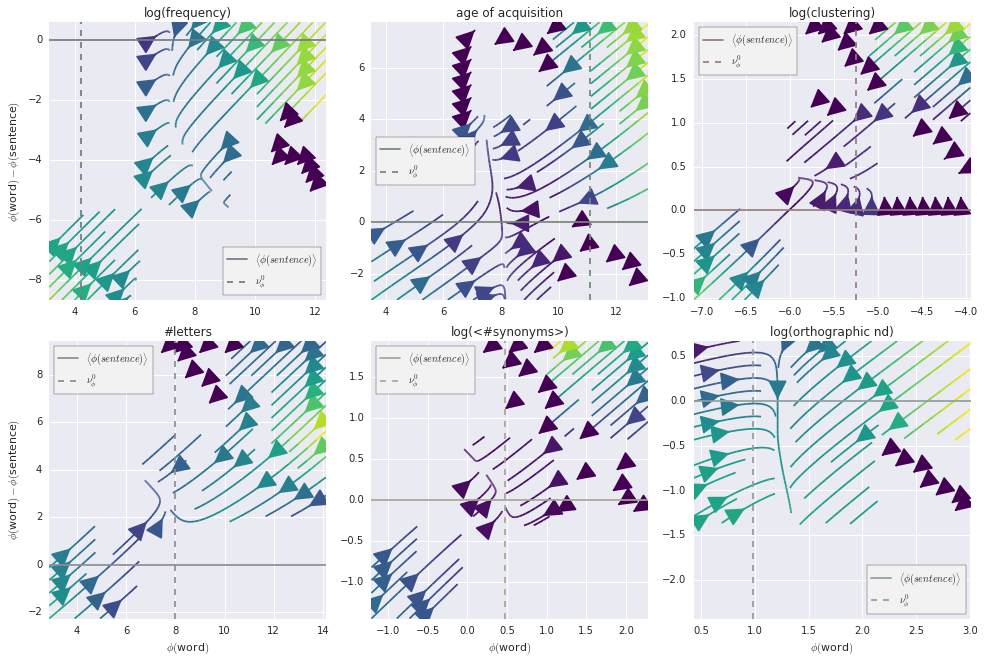 log(frequency)
0
−2
−4
−6
−8
4 6 8 10 12
ϕ(word) − ϕ(sentence)
⟨ϕ(sentence)⟩
ν⁰_ϕ
age of acquisition
6
4
2
0
−2
4 6 8 10 12
⟨ϕ(sentence)⟩
ν⁰_ϕ
log(clustering)
2.0
1.5
1.0
0.5
0.0
−0.5
−1.0
−7.0 −6.5 −6.0 −5.5 −5.0 −4.5 −4.0
⟨ϕ(sentence)⟩
ν⁰_ϕ
#letters
8
6
4
2
0
−2
4 6 8 10 12 14
ϕ(word) − ϕ(sentence)
ϕ(word)
⟨ϕ(sentence)⟩
ν⁰_ϕ
log(<#synonyms>)
1.5
1.0
0.5
0.0
−0.5
−1.0
−1.0 −0.5 0.0 0.5 1.0 1.5 2.0
ϕ(word)
⟨ϕ(sentence)⟩
ν⁰_ϕ
log(orthographic nd)
0.5
0.0
−0.5
−1.0
−1.5
−2.0
0.5 1.0 1.5 2.0 2.5 3.0
ϕ(word)
⟨ϕ(sentence)⟩
ν⁰_ϕ